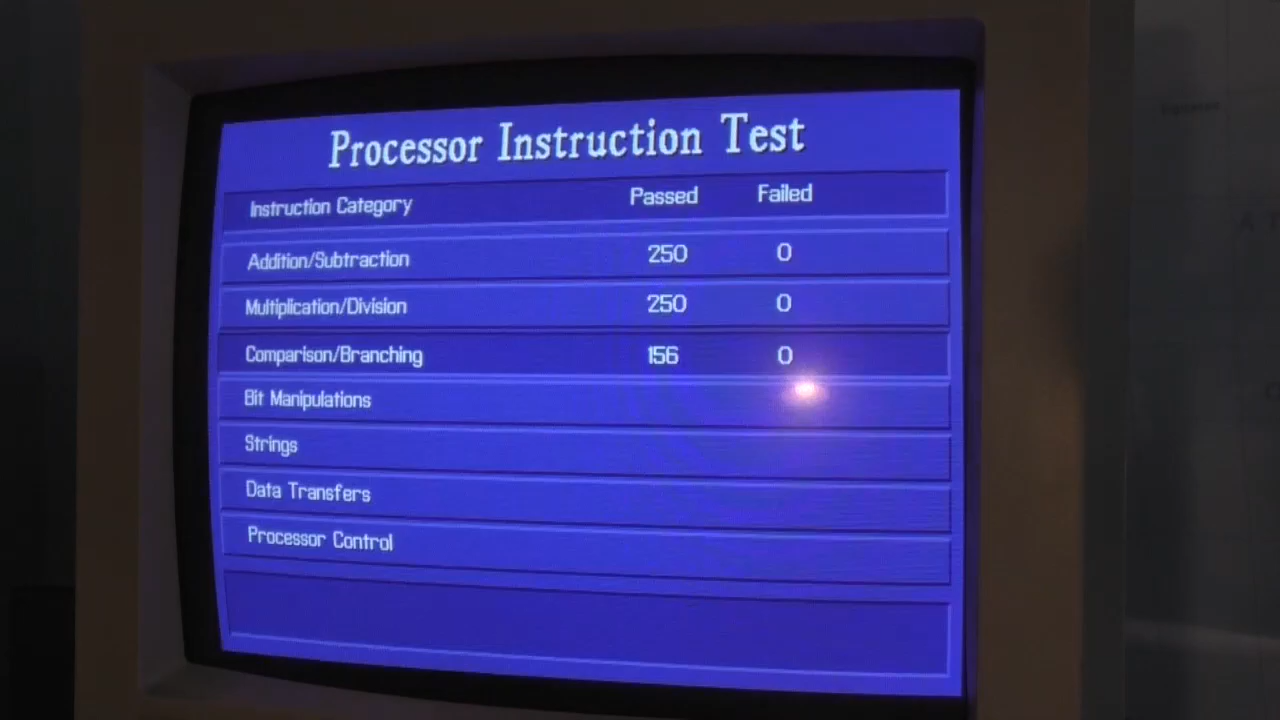 Processor Instruction Test
Instruction Category Passed Failed
Addition/Subtraction 250 0
Multiplication/Division 250 0
Comparison/Branching 156 0
Bit Manipulations
Strings
Data Transfers
Processor Control